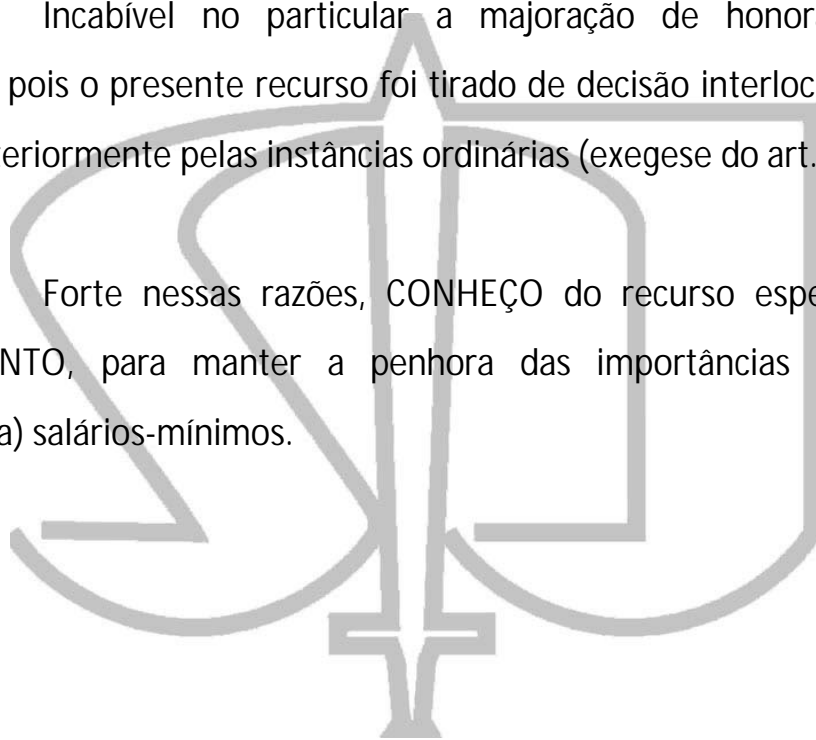 Incabível no particular a majoração de honora
pois o presente recurso foi tirado de decisão interloc
eriormente pelas instâncias ordinárias (exegese do art.
Forte nessas razões, CONHEÇO do recurso espe
NTO, para manter a penhora das importâncias
a) salários-mínimos.